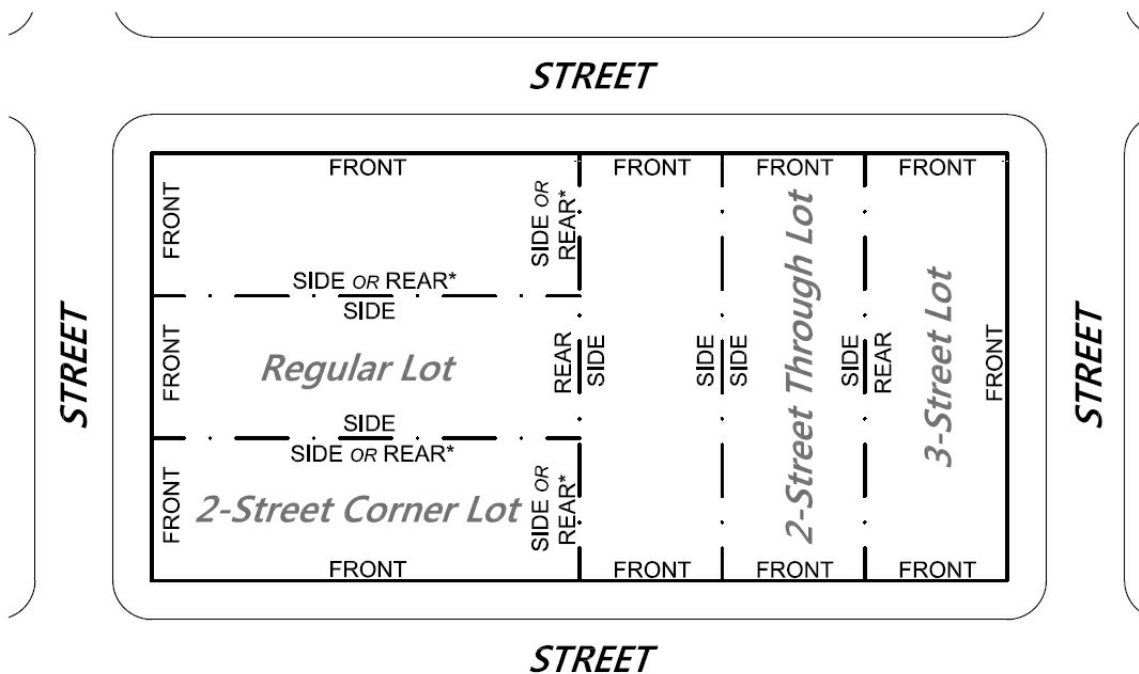 STREET
FRONT
FRONT
FRONT
FRONT
FRONT
SIDE OR
REAR*
SIDE OR REAR*
SIDE
STREET
FRONT
Regular Lot
REAR
SIDE
SIDE
SIDE
2-Street Through Lot
SIDE
REAR
3-Street Lot
FRONT
STREET
SIDE
SIDE OR REAR*
FRONT
2-Street Corner Lot
SIDE OR
REAR*
FRONT
FRONT
FRONT
FRONT
STREET